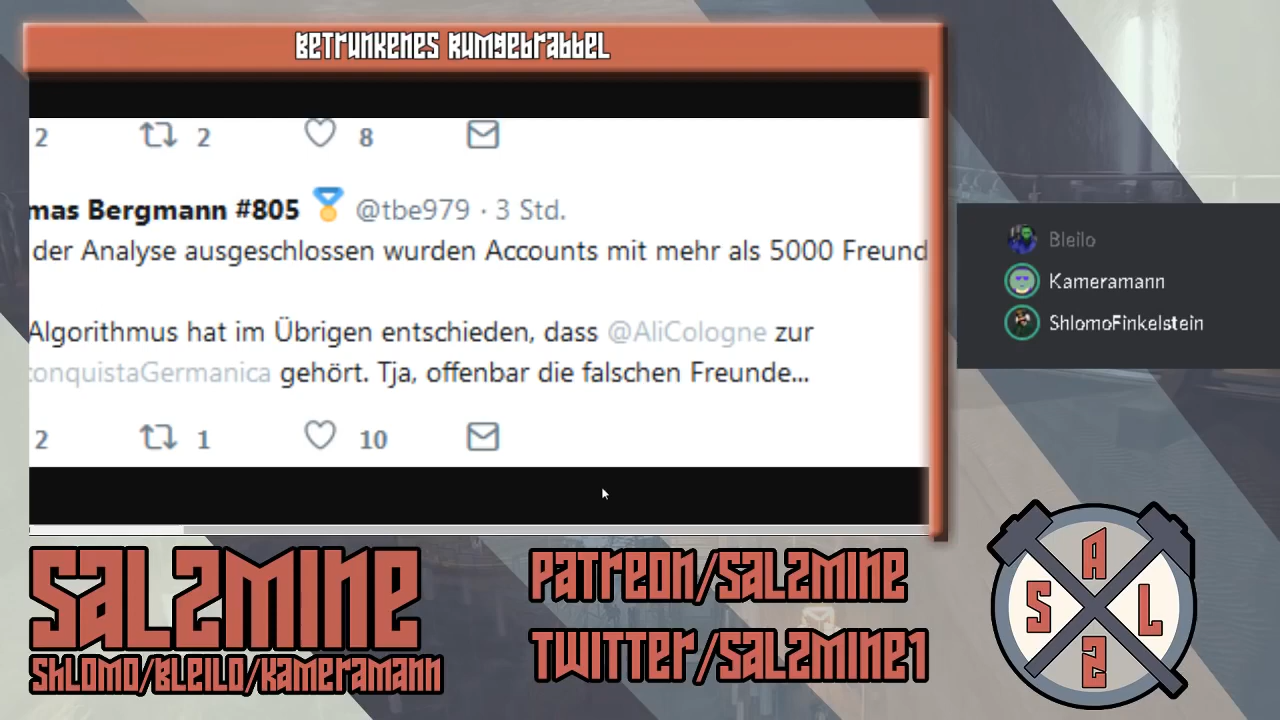 BETRUNKENES RUMGEBRABBEL
2 2 8
mas Bergmann #805 @tbe979 · 3 Std.
der Analyse ausgeschlossen wurden Accounts mit mehr als 5000 Freund
Algorithmus hat im Übrigen entschieden, dass @AliCologne zur
conquistaGermanica gehört. Tja, offenbar die falschen Freunde...
2 1 10
Bleilo
Kameramann
ShlomoFinkelstein
SALZMINE
SHLOMO/BLEILO/KAMERAMANN
PATREON/SALZMINE
TWITTER/SALZMINE1
A
S L
Z